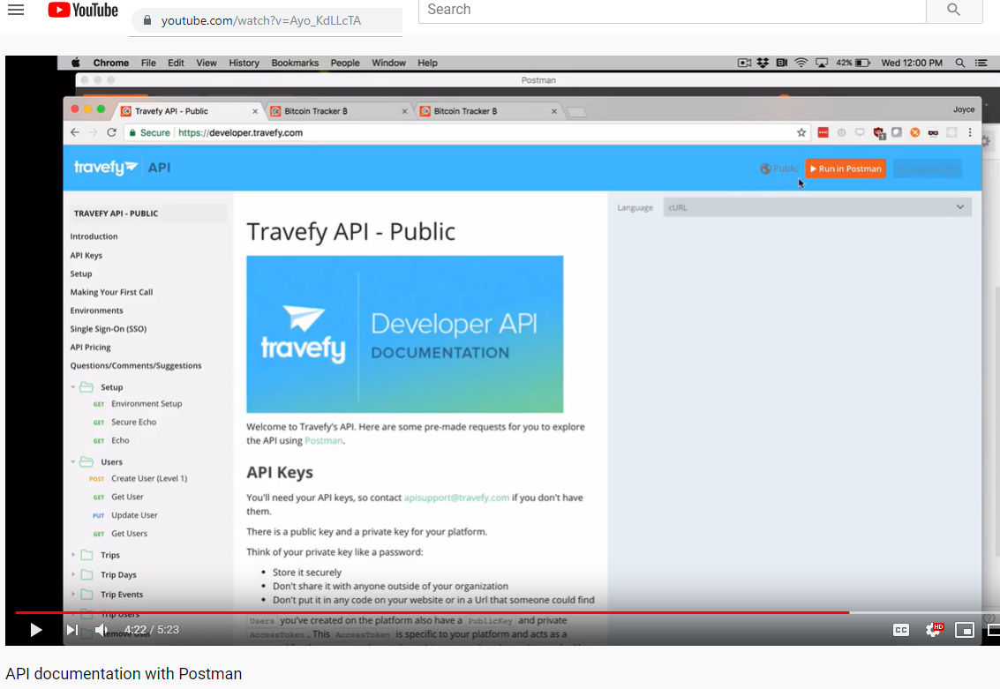 YouTube
youtube.com/watch?v=Ayo_KdLLcTA
Search
Chrome File Edit View History Bookmarks People Window Help
42% Wed 12:00 PM
Postman
Travefy API - Public
Bitcoin Tracker B
Bitcoin Tracker B
Joyce
Secure https://developer.travefy.com
travefy API
Public
Run in Postman
TRAVEFY API - PUBLIC
Introduction
API Keys
Setup
Making Your First Call
Environments
Single Sign-On (SSO)
API Pricing
Questions/Comments/Suggestions
Setup
GET Environment Setup
GET Secure Echo
GET Echo
Users
POST Create User (Level 1)
GET Get User
PUT Update User
GET Get Users
Trips
Trip Days
Trip Events
Trip Users
Travefy API - Public
travefy
Developer API
DOCUMENTATION
Welcome to Travefy's API. Here are some pre-made requests for you to explore
the API using Postman.
API Keys
You'll need your API keys, so contact apisupport@travefy.com if you don't have
them.
There is a public key and a private key for your platform.
Think of your private key like a password:
• Store it securely
• Don't share it with anyone outside of your organization
• Don't put it in any code on your website or in a Url that someone could find
Users you've created on the platform also have a PublicKey and private
AccessToken. This AccessToken is specific to your platform and acts as a
Language cURL
4:22 / 5:23
CC
HD
API documentation with Postman